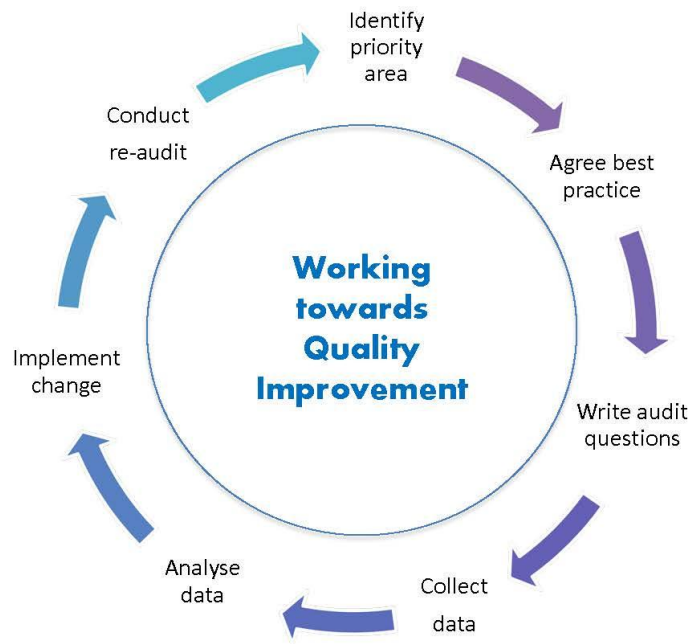 Identify
priority
area
Agree best
practice
Write audit
questions
Collect
data
Analyse
data
Implement
change
Conduct
re-audit
Working
towards
Quality
Improvement